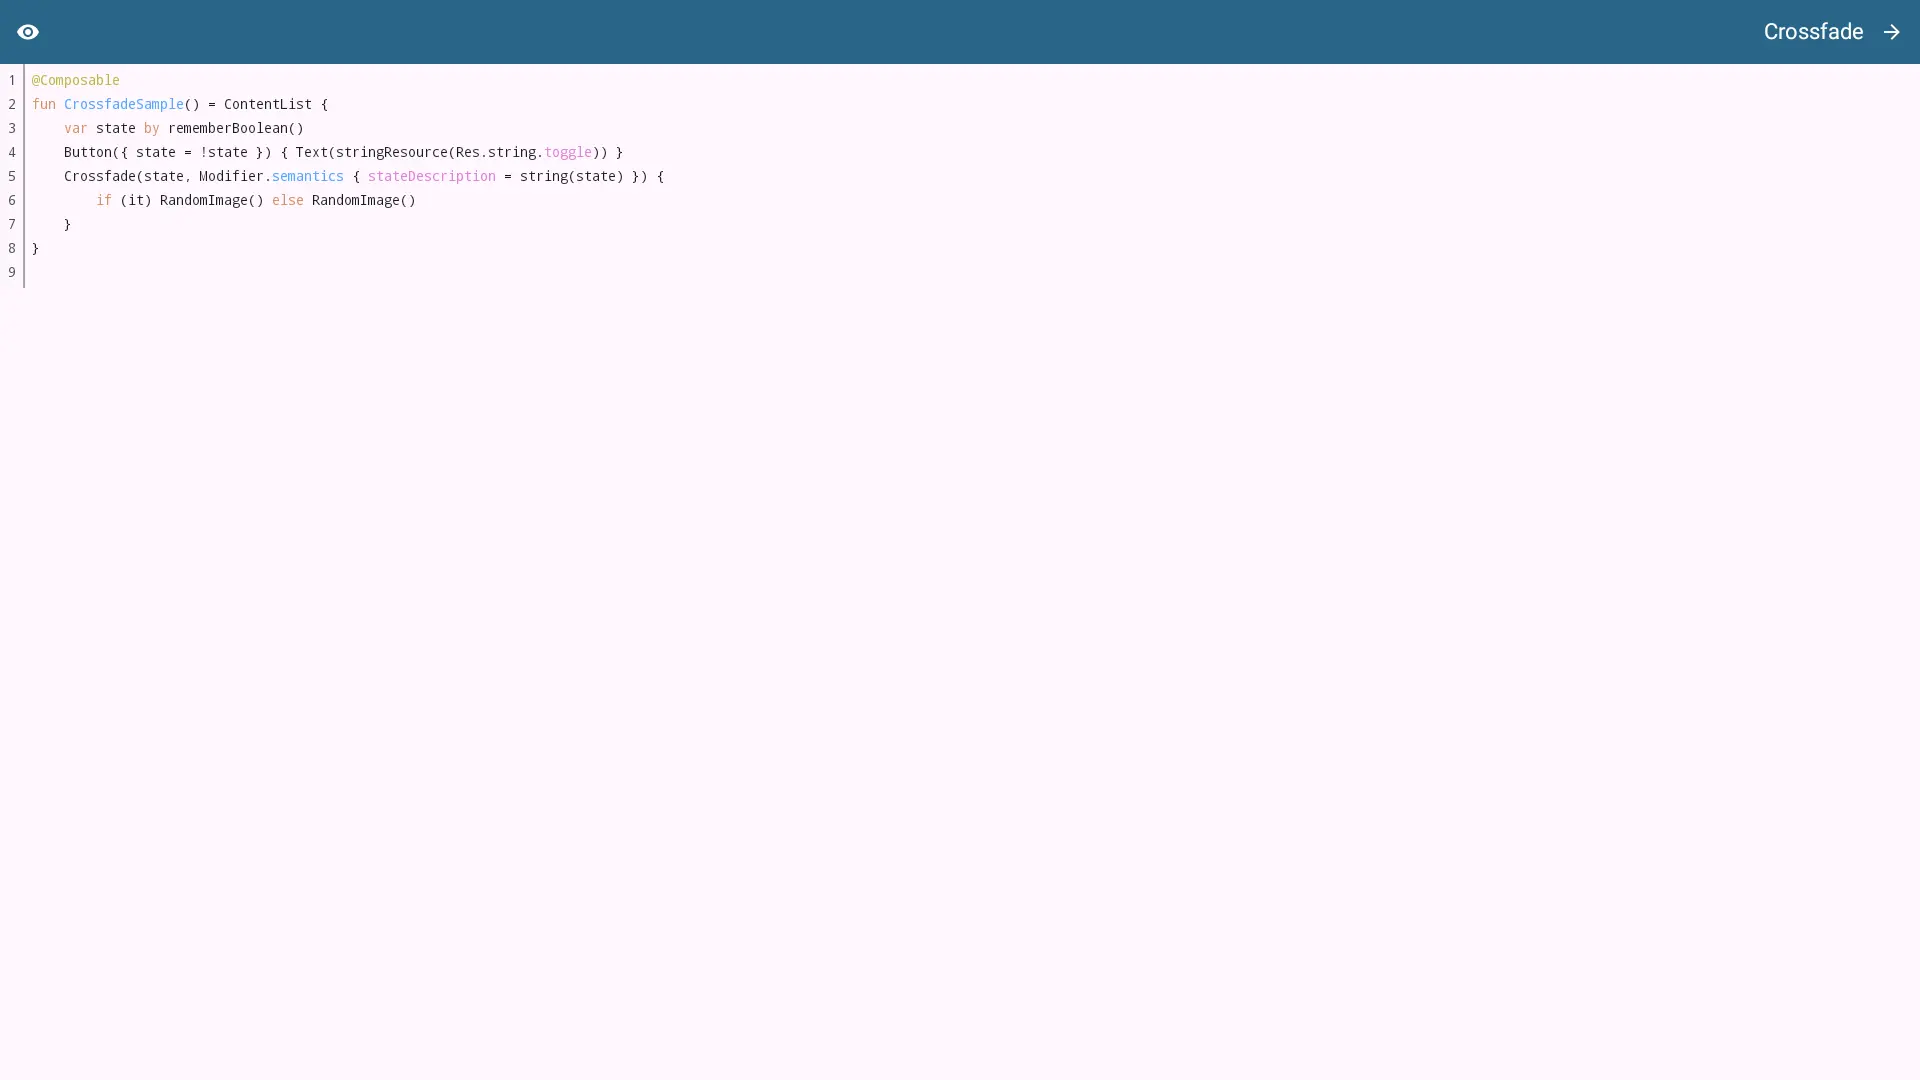 Crossfade
1 @Composable
2 fun CrossfadeSample() = ContentList {
3     var state by rememberBoolean()
4     Button({ state = !state }) { Text(stringResource(Res.string.toggle)) }
5     Crossfade(state, Modifier.semantics { stateDescription = string(state) }) {
6         if (it) RandomImage() else RandomImage()
7     }
8 }
9